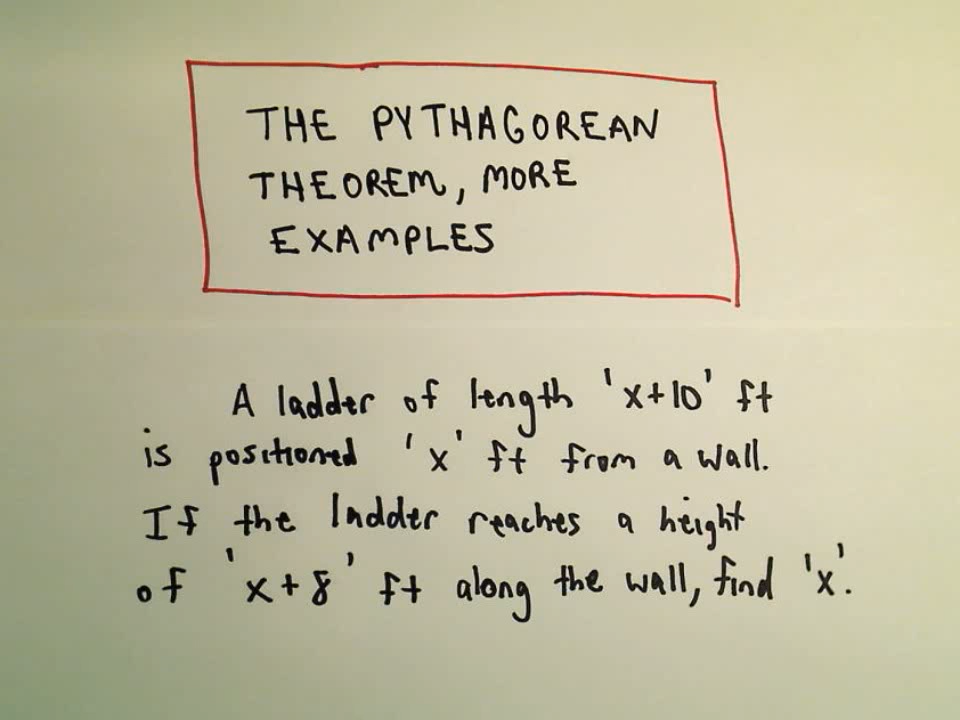 THE PYTHAGOREAN
THEOREM, MORE
EXAMPLES
A ladder of length 'x+10' ft
is positioned 'x' ft from a wall.
If the ladder reaches a height
of 'x+8' ft along the wall, find 'x'.